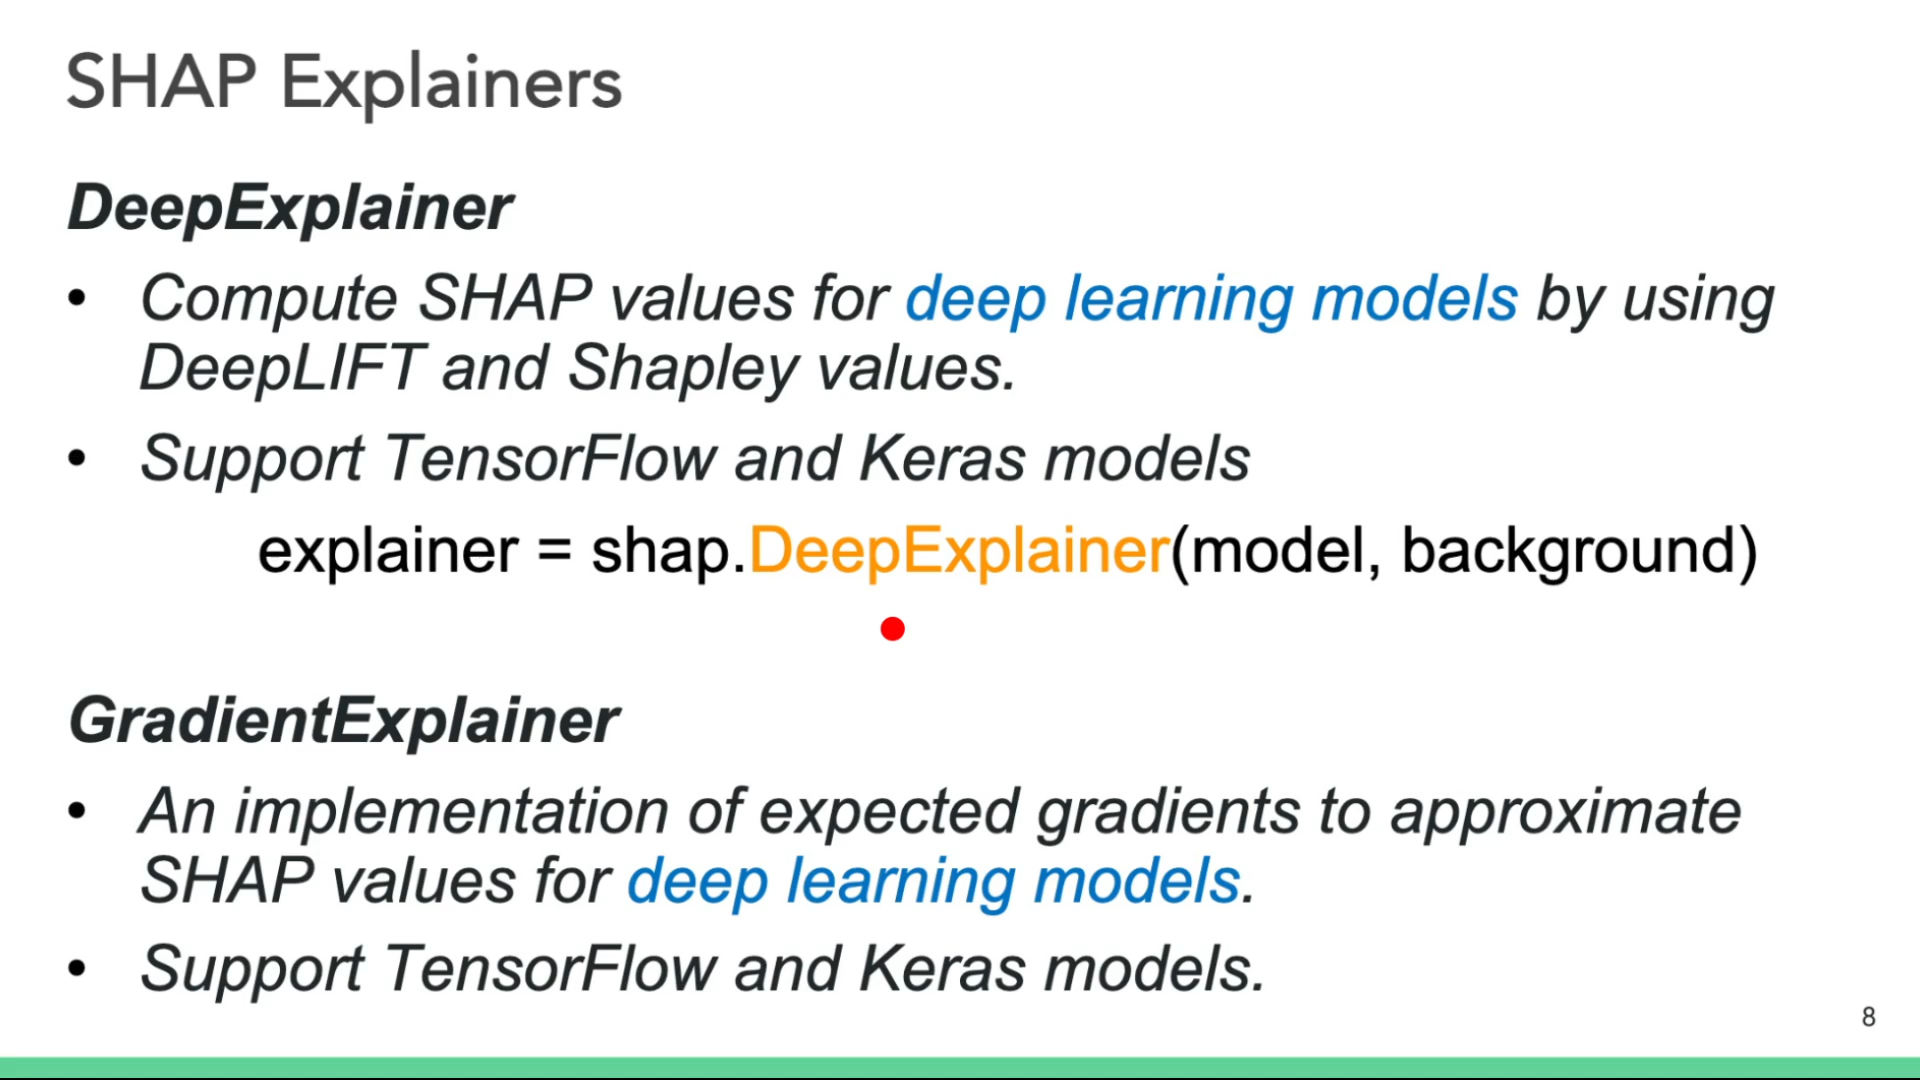 SHAP Explainers
DeepExplainer
• Compute SHAP values for deep learning models by using
DeepLIFT and Shapley values.
• Support TensorFlow and Keras models
explainer = shap.DeepExplainer(model, background)
GradientExplainer
• An implementation of expected gradients to approximate
SHAP values for deep learning models.
• Support TensorFlow and Keras models.
8